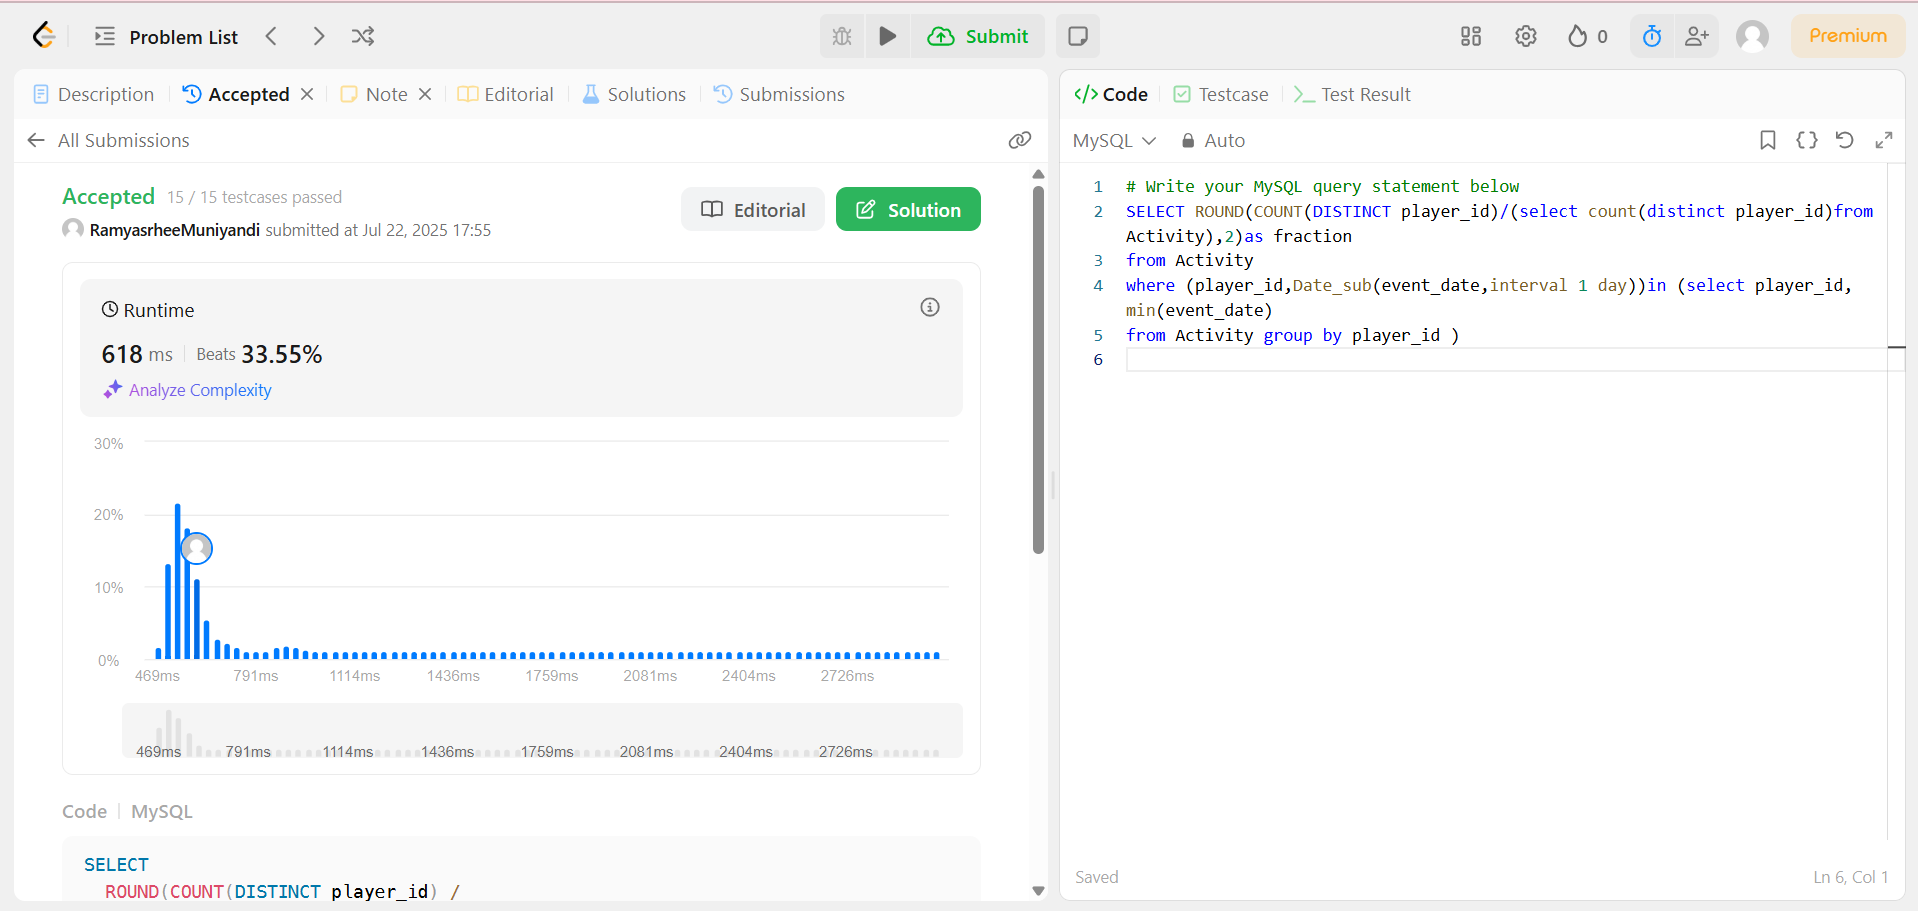 Problem List
Submit
0
Premium
Description
Accepted
Note
Editorial
Solutions
Submissions
All Submissions
Accepted 15 / 15 testcases passed
RamyasrheeMuniyandi submitted at Jul 22, 2025 17:55
Editorial
Solution
Runtime
618 ms Beats 33.55%
Analyze Complexity
30%
20%
10%
0%
469ms 791ms 1114ms 1436ms 1759ms 2081ms 2404ms 2726ms
469ms 791ms 1114ms 1436ms 1759ms 2081ms 2404ms 2726ms
Code MySQL
SELECT
ROUND(COUNT(DISTINCT player_id) /
</> Code
Testcase
>_ Test Result
MySQL
Auto
1 # Write your MySQL query statement below
2 SELECT ROUND(COUNT(DISTINCT player_id)/(select count(distinct player_id)from
Activity),2)as fraction
3 from Activity
4 where (player_id,Date_sub(event_date,interval 1 day))in (select player_id,
min(event_date)
5 from Activity group by player_id )
6
Saved
Ln 6, Col 1